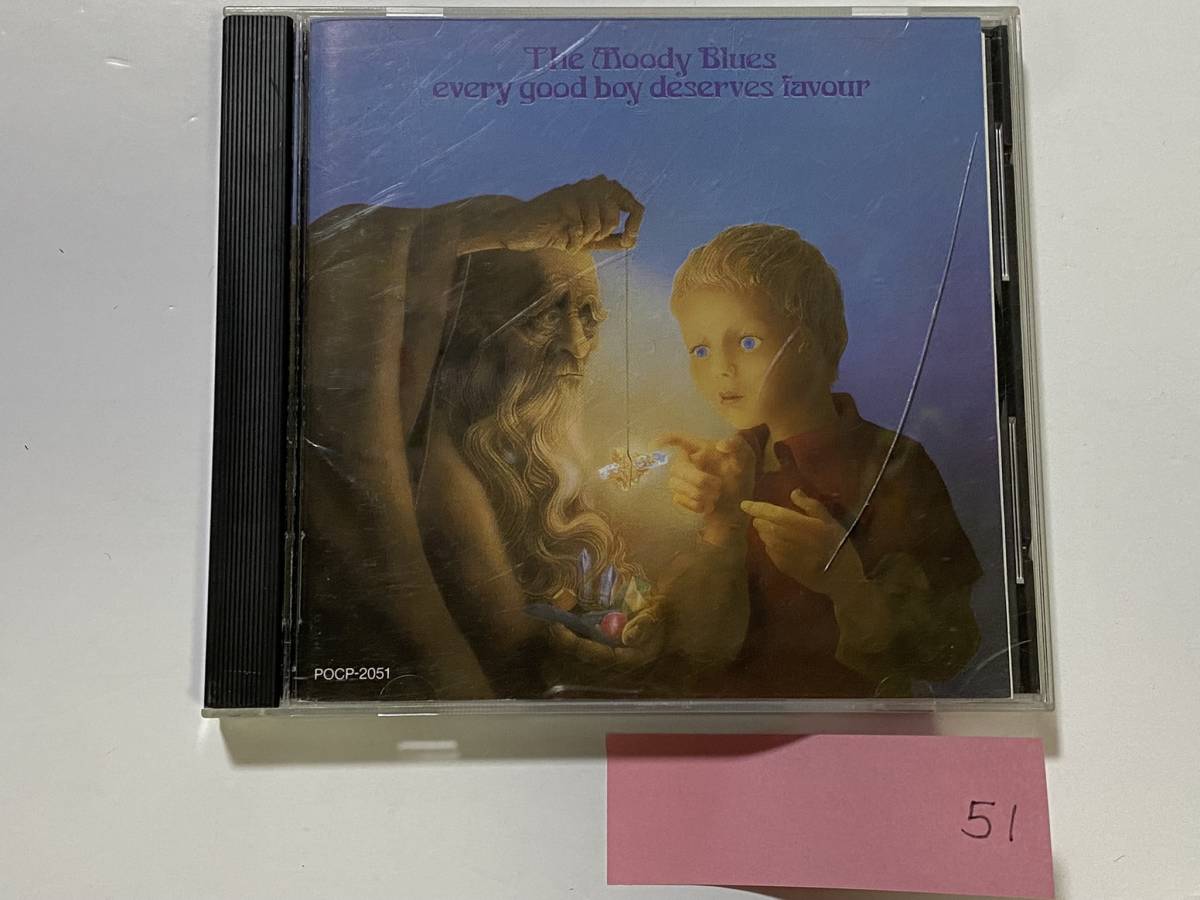 The Moody Blues
every good boy deserves favour
POCP-2051
51